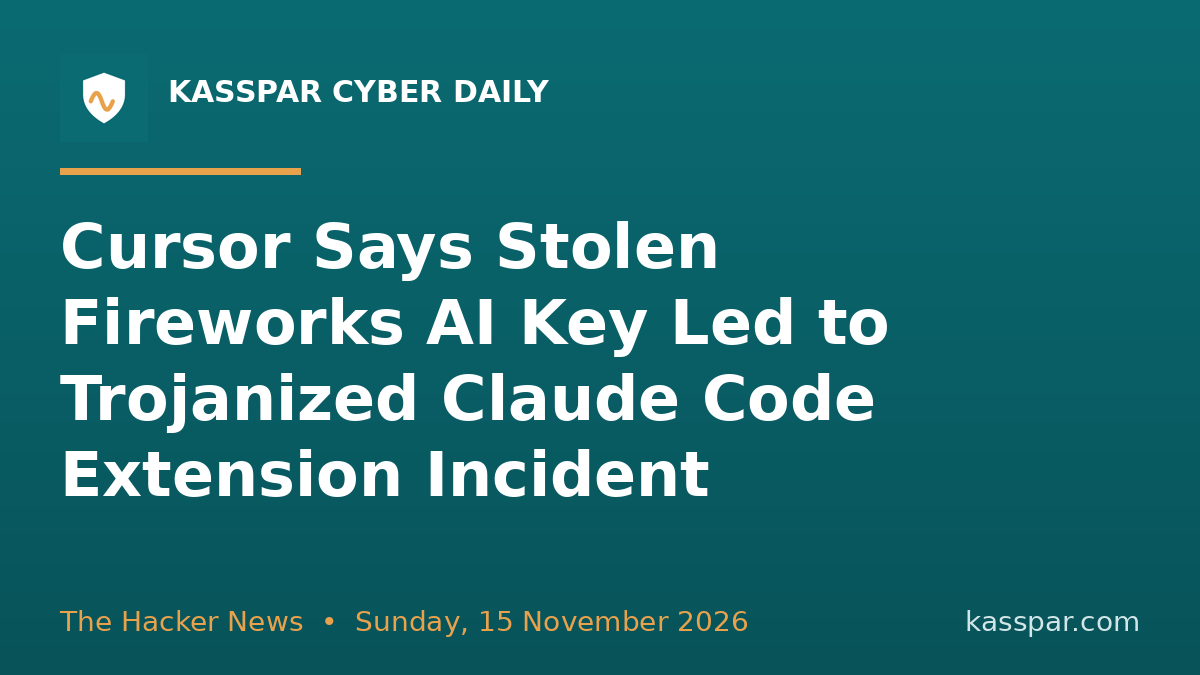 KASSPAR CYBER DAILY
Cursor Says Stolen
Fireworks AI Key Led to
Trojanized Claude Code
Extension Incident
The Hacker News • Sunday, 15 November 2026
kasspar.com